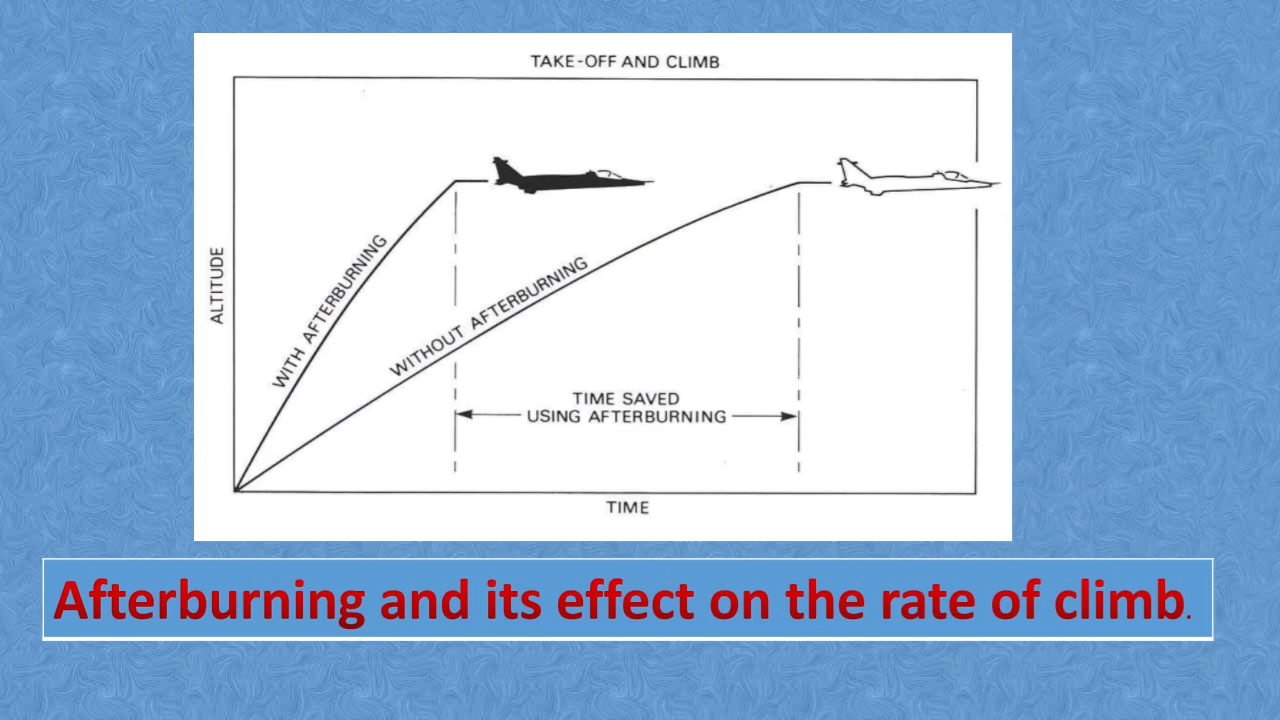 TAKE-OFF AND CLIMB
ALTITUDE
WITH AFTERBURNING
WITHOUT AFTERBURNING
TIME SAVED
USING AFTERBURNING
TIME
Afterburning and its effect on the rate of climb.